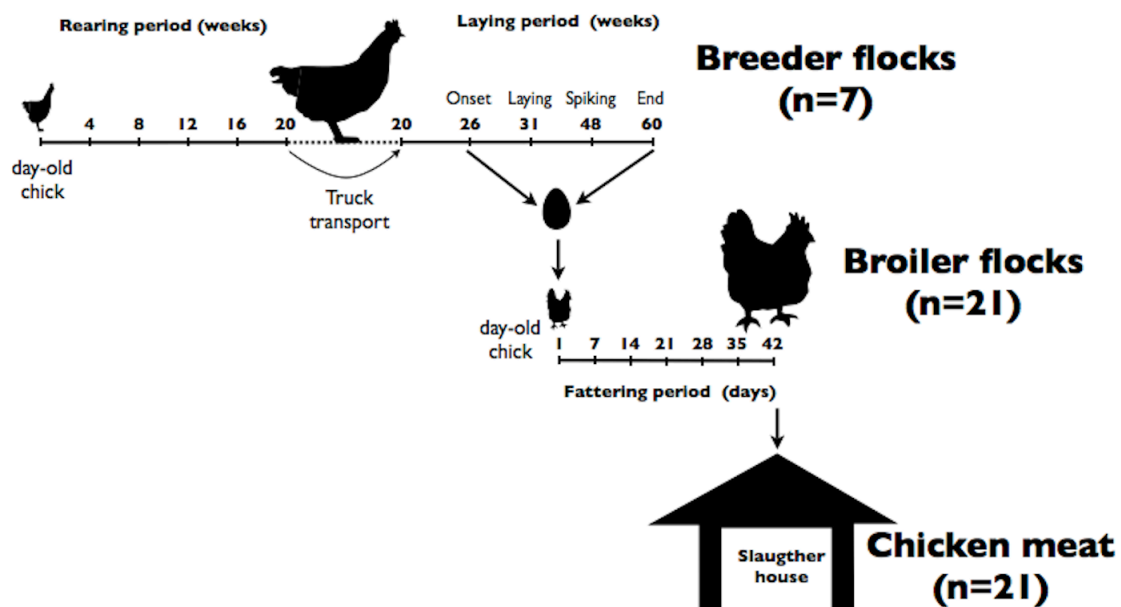 Rearing period (weeks)
Laying period (weeks)
Breeder flocks
(n=7)
Onset Laying Spiking End
4 8 12 16 20 20 26 31 48 60
day-old
chick
Truck
transport
Broiler flocks
(n=21)
day-old
chick
1 7 14 21 28 35 42
Fattering period (days)
Slaugther
house
Chicken meat
(n=21)